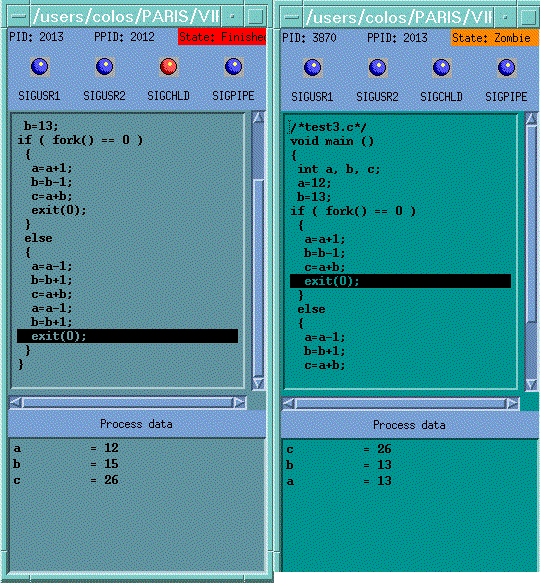 /users/colos/PARIS/VII
PID: 2013 PPID: 2012 State: Finished
SIGUSR1 SIGUSR2 SIGCHLD SIGPIPE
b=13;
if ( fork() == 0 )
{
a=a+1;
b=b-1;
c=a+b;
exit(0);
}
else
{
a=a-1;
b=b+1;
c=a+b;
a=a-1;
b=b+1;
exit(0);
}
}
Process data
a = 12
b = 15
c = 26
/users/colos/PARIS/VII
PID: 3870 PPID: 2013 State: Zombie
SIGUSR1 SIGUSR2 SIGCHLD SIGPIPE
/*test3.c*/
void main ()
{
int a, b, c;
a=12;
b=13;
if ( fork() == 0 )
{
a=a+1;
b=b-1;
c=a+b;
exit(0);
}
else
{
a=a-1;
b=b+1;
c=a+b;
Process data
c = 26
b = 13
a = 13